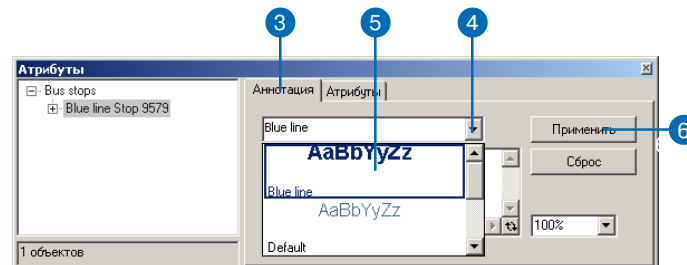 3
5
4
Атрибуты
Bus stops
Blue line Stop 9579
Аннотация
Атрибуты
Blue line
Применить
6
AaBbYyZz
Сброс
Blue line
AaBbYyZz
100%
Default
1 объектов